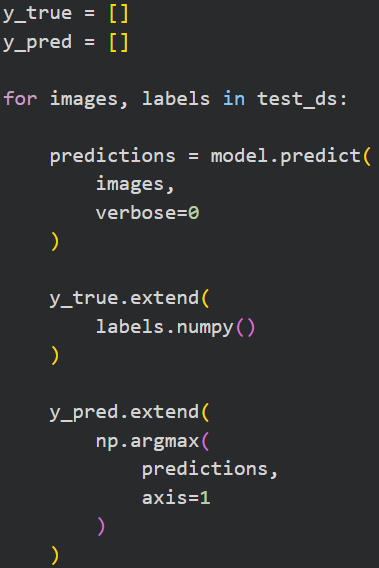 y_true = []
y_pred = []
for images, labels in test_ds:
    predictions = model.predict(
        images,
        verbose=0
    )
    y_true.extend(
        labels.numpy()
    )
    y_pred.extend(
        np.argmax(
            predictions,
            axis=1
        )
    )